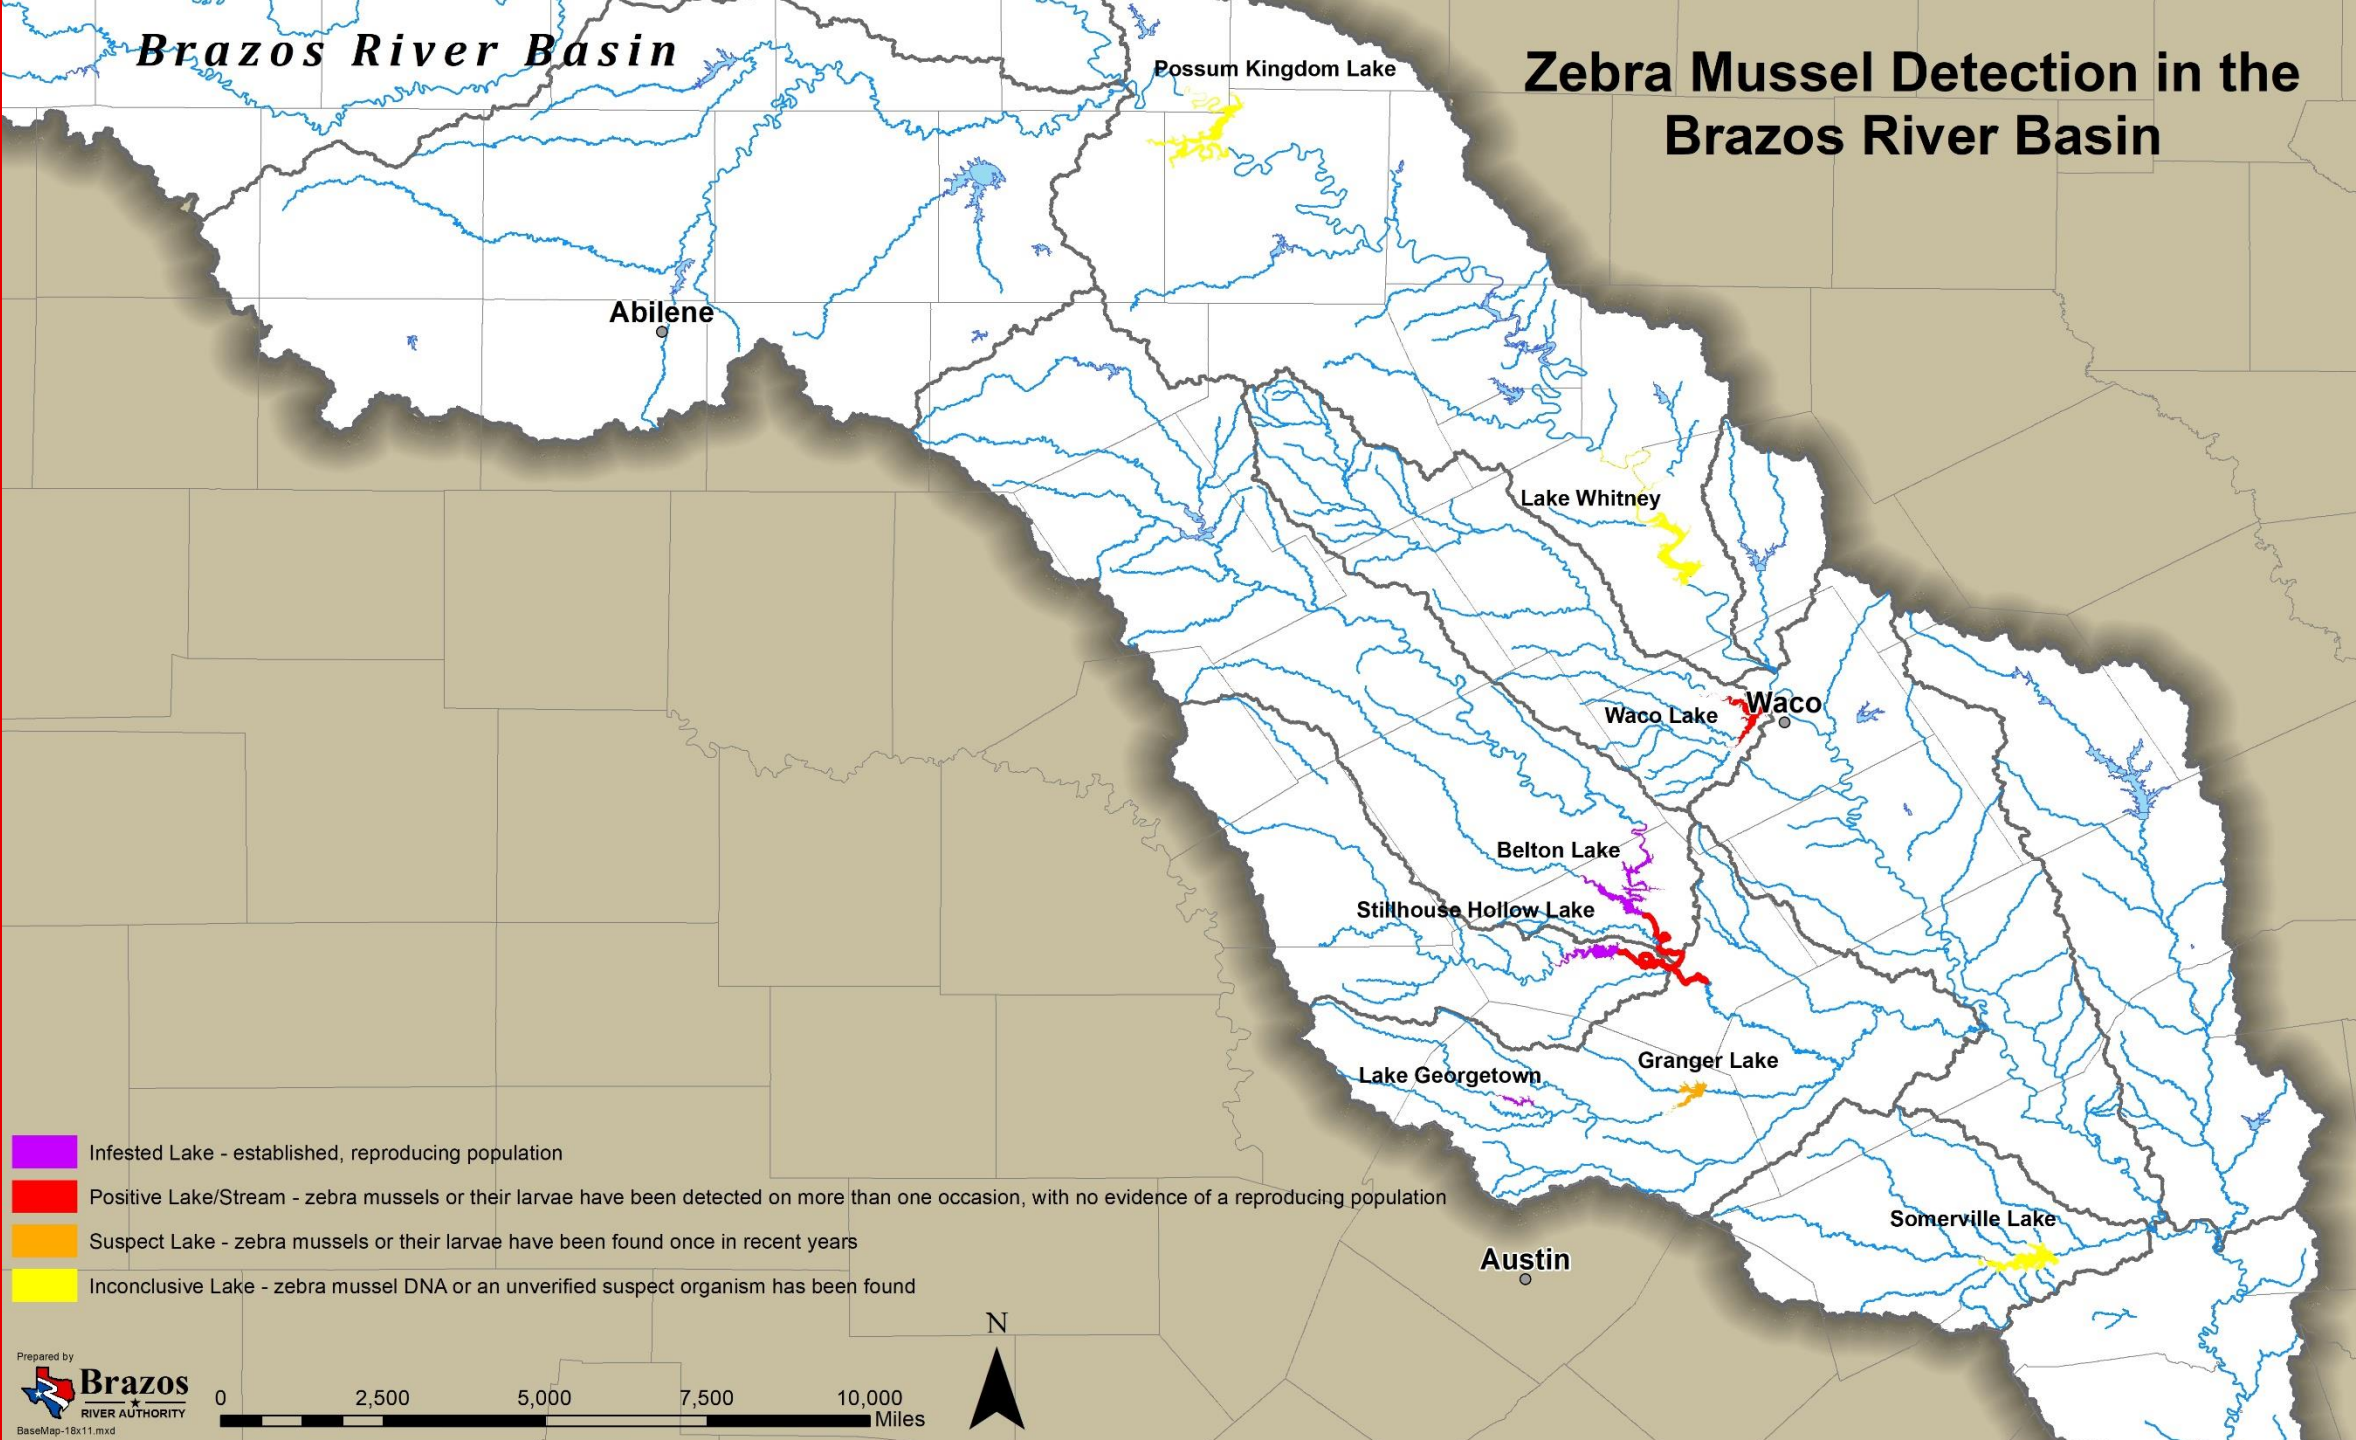 Brazos River Basin
Zebra Mussel Detection in the
Brazos River Basin
Possum Kingdom Lake
Abilene
Lake Whitney
Waco
Waco Lake
Belton Lake
Stillhouse Hollow Lake
Granger Lake
Lake Georgetown
Somerville Lake
Austin
Infested Lake - established, reproducing population
Positive Lake/Stream - zebra mussels or their larvae have been detected on more than one occasion, with no evidence of a reproducing population
Suspect Lake - zebra mussels or their larvae have been found once in recent years
Inconclusive Lake - zebra mussel DNA or an unverified suspect organism has been found
N
Prepared by
Brazos
RIVER AUTHORITY
BaseMap-18x11.mxd
0 2,500 5,000 7,500 10,000
Miles